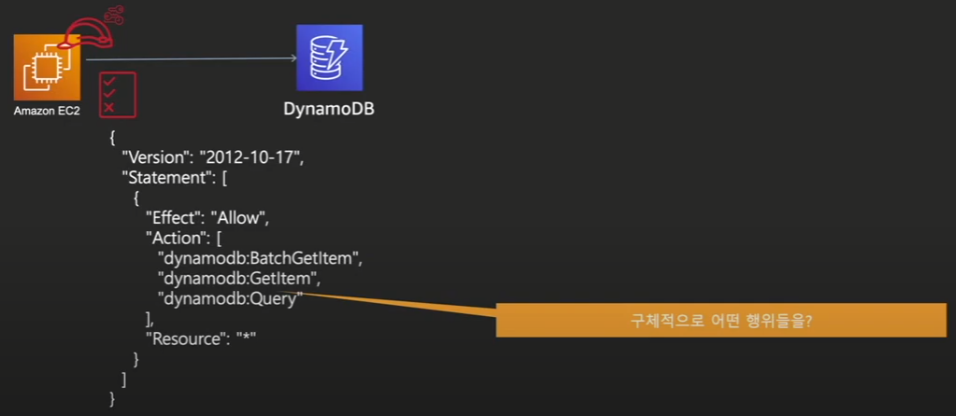 Amazon EC2
DynamoDB
{
"Version": "2012-10-17",
"Statement": [
{
"Effect": "Allow",
"Action": [
"dynamodb:BatchGetItem",
"dynamodb:GetItem",
"dynamodb:Query"
],
"Resource": "*"
}
]
}
구체적으로 어떤 행위들을?